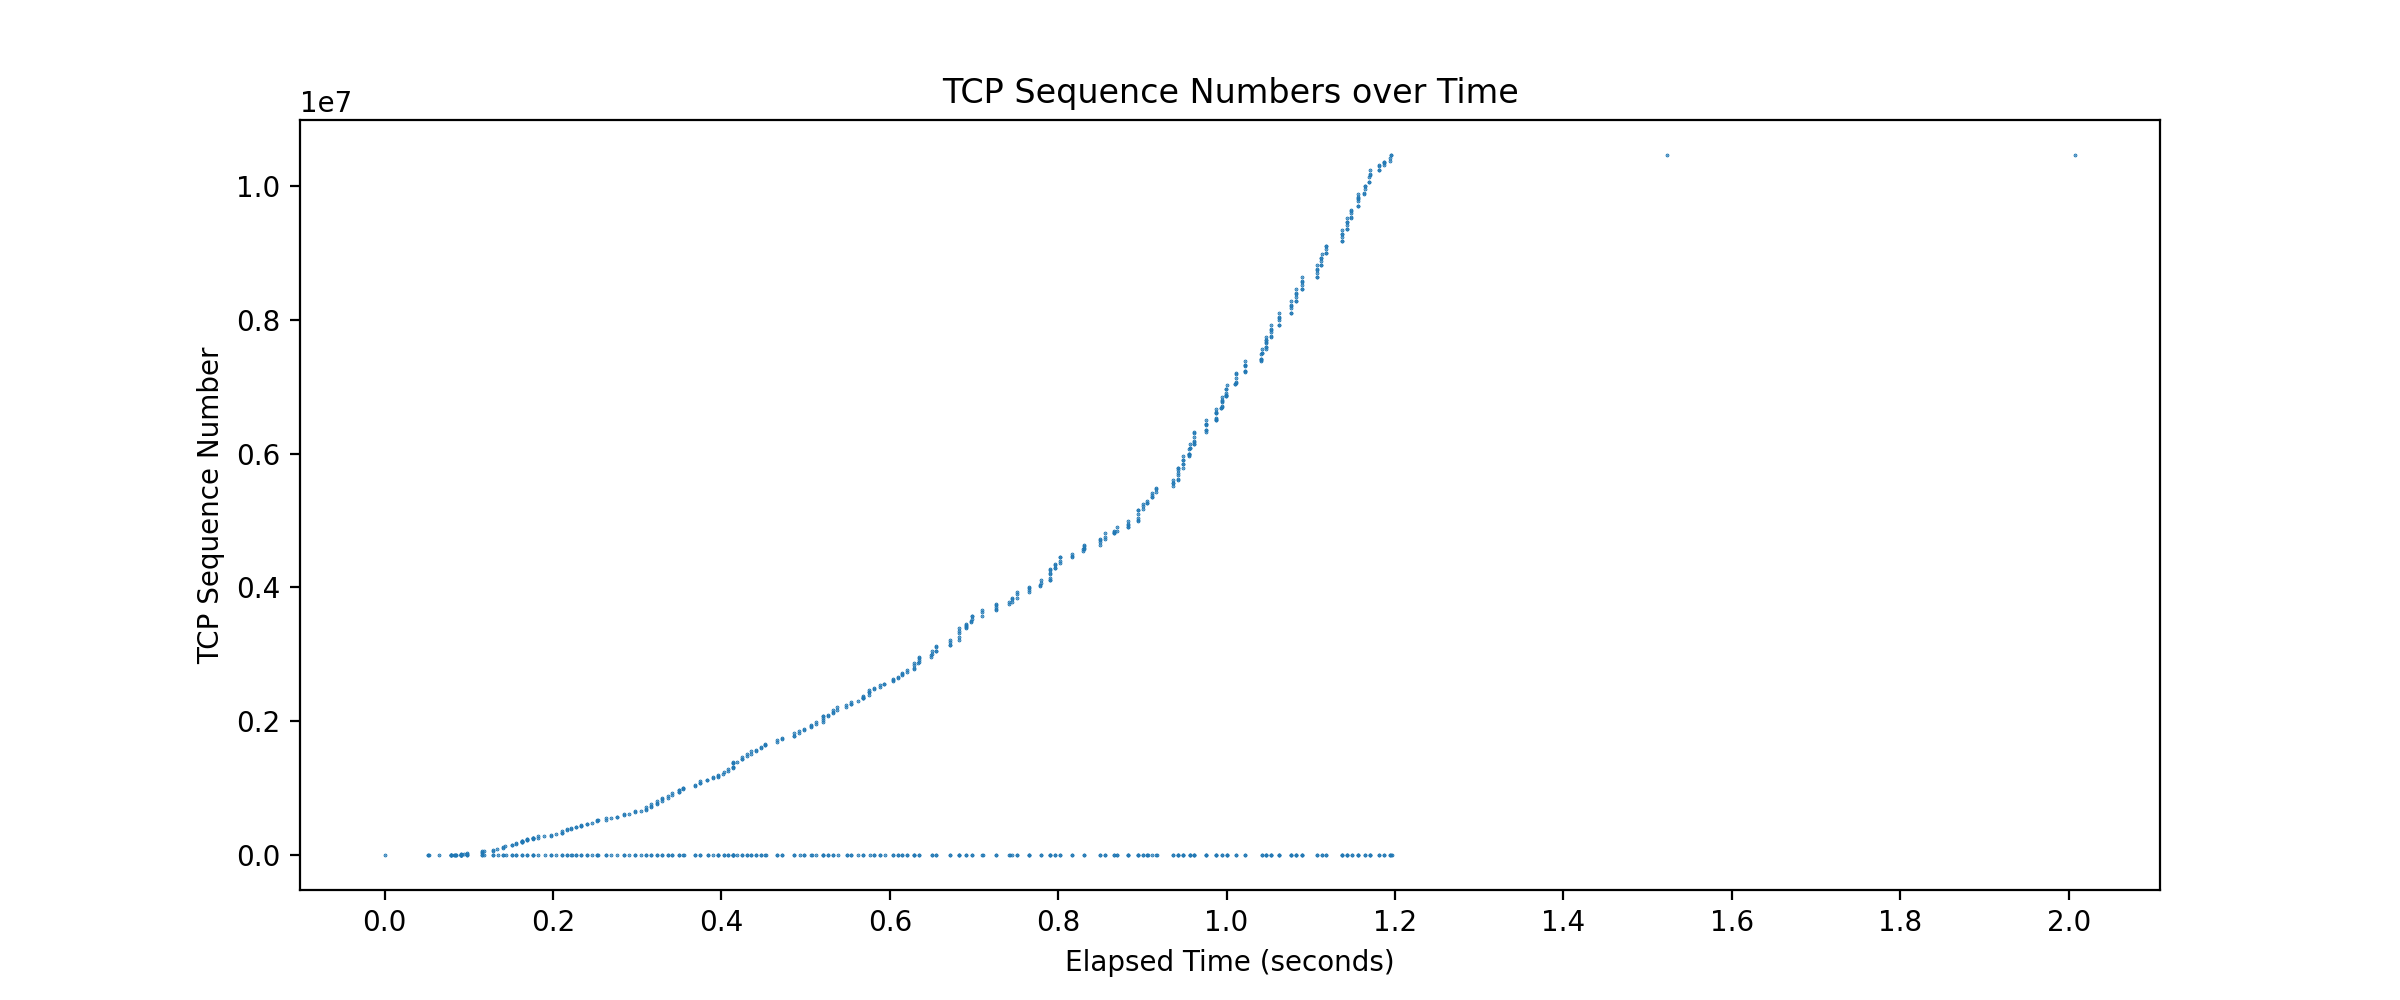 TCP Sequence Numbers over Time
1e7
1.0
0.8
0.6
0.4
0.2
0.0
TCP Sequence Number
0.0 0.2 0.4 0.6 0.8 1.0 1.2 1.4 1.6 1.8 2.0
Elapsed Time (seconds)